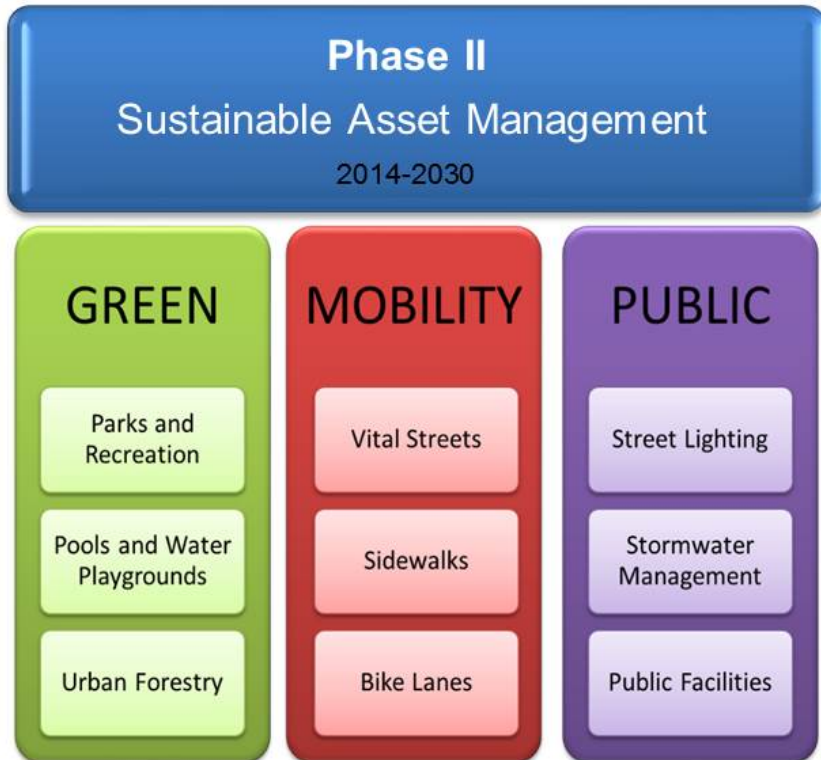 Phase II
Sustainable Asset Management
2014-2030
GREEN
Parks and
Recreation
Pools and Water
Playgrounds
Urban Forestry
MOBILITY
Vital Streets
Sidewalks
Bike Lanes
PUBLIC
Street Lighting
Stormwater
Management
Public Facilities